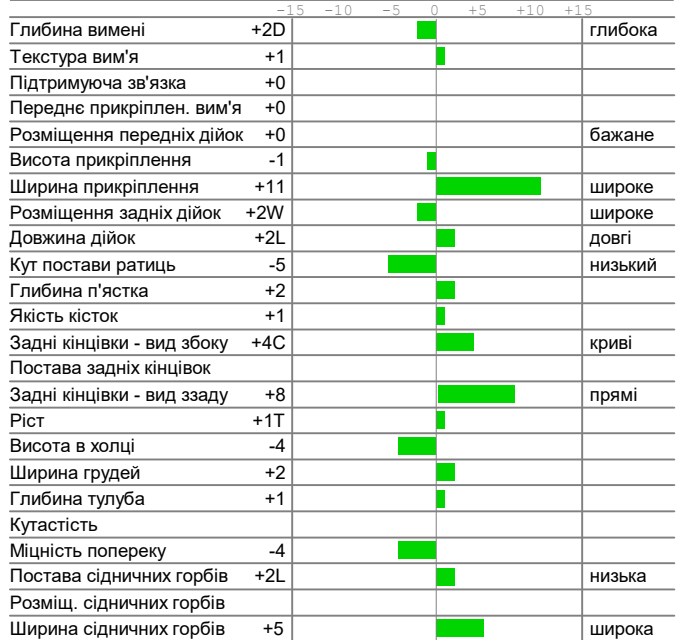 -15 -10 -5 0 +5 +10 +15
Глибина вимені +2D глибока
Текстура вим'я +1
Підтримуюча зв'язка +0
Переднє прикріплен. вим'я +0
Розміщення передніх дійок +0 бажане
Висота прикріплення -1
Ширина прикріплення +11 широке
Розміщення задніх дійок +2W широке
Довжина дійок +2L довгі
Кут постави ратиць -5 низький
Глибина п'ястка +2
Якість кісток +1
Задні кінцівки - вид збоку +4C криві
Постава задніх кінцівок
Задні кінцівки - вид ззаду +8 прямі
Ріст +1T
Висота в холці -4
Ширина грудей +2
Глибина тулуба +1
Кутастість
Міцність попереку -4
Постава сідничних горбів +2L низька
Розміщ. сідничних горбів
Ширина сідничних горбів +5 широка